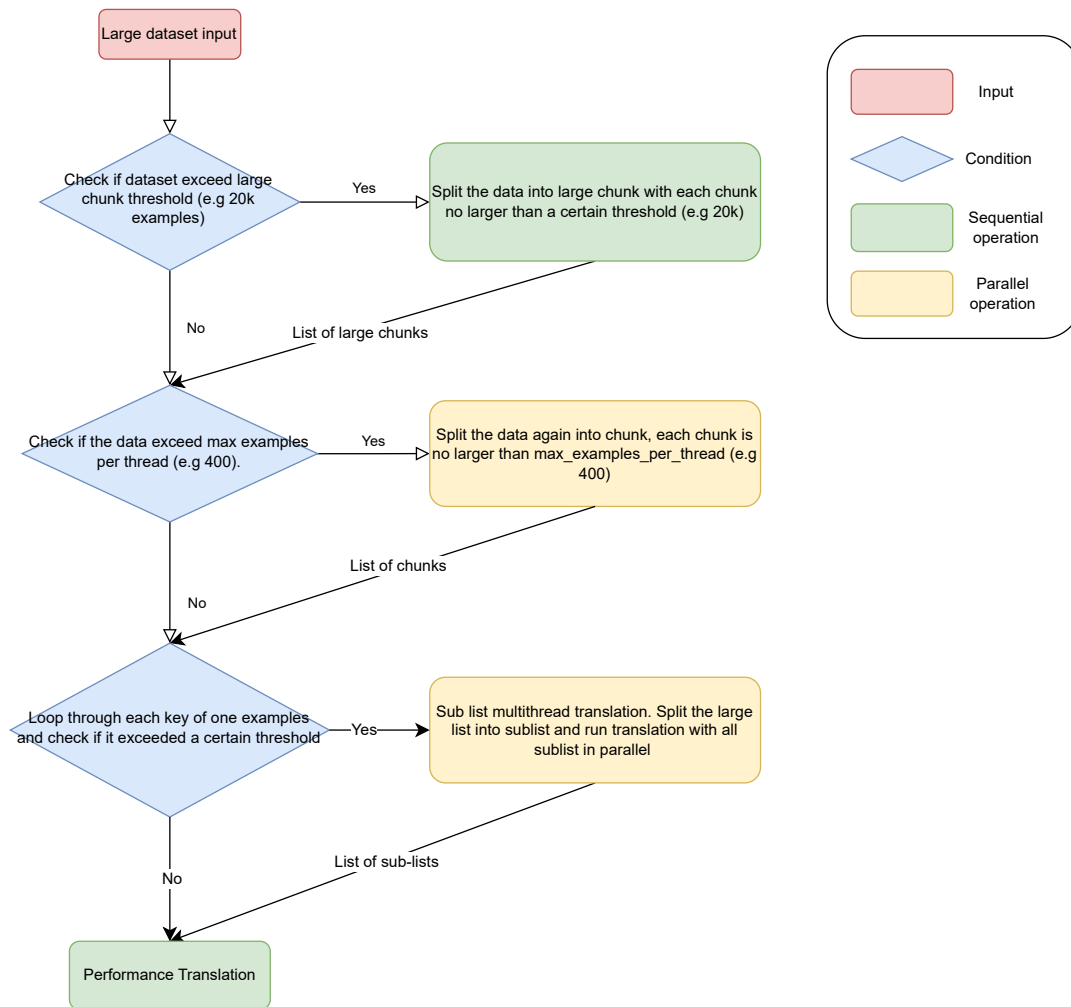 Large dataset input
Input
Condition
Check if dataset exceed large
chunk threshold (e.g 20k
examples)
Yes
Split the data into large chunk with each chunk
no larger than a certain threshold (e.g 20k)
Sequential
operation
Parallel
operation
No
List of large chunks
Check if the data exceed max examples
per thread (e.g 400).
Yes
Split the data again into chunk, each chunk is
no larger than max_examples_per_thread (e.g
400)
List of chunks
No
Loop through each key of one examples
and check if it exceeded a certain threshold
Yes
Sub list multithread translation. Split the large
list into sublist and run translation with all
sublist in parallel
List of sub-lists
No
Performance Translation